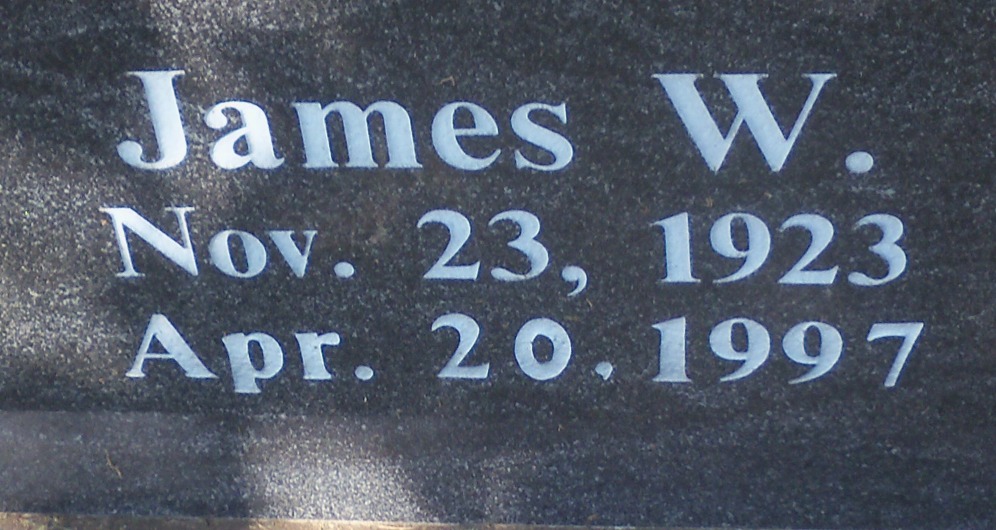 James W.
Nov. 23, 1923
Apr. 20, 1997